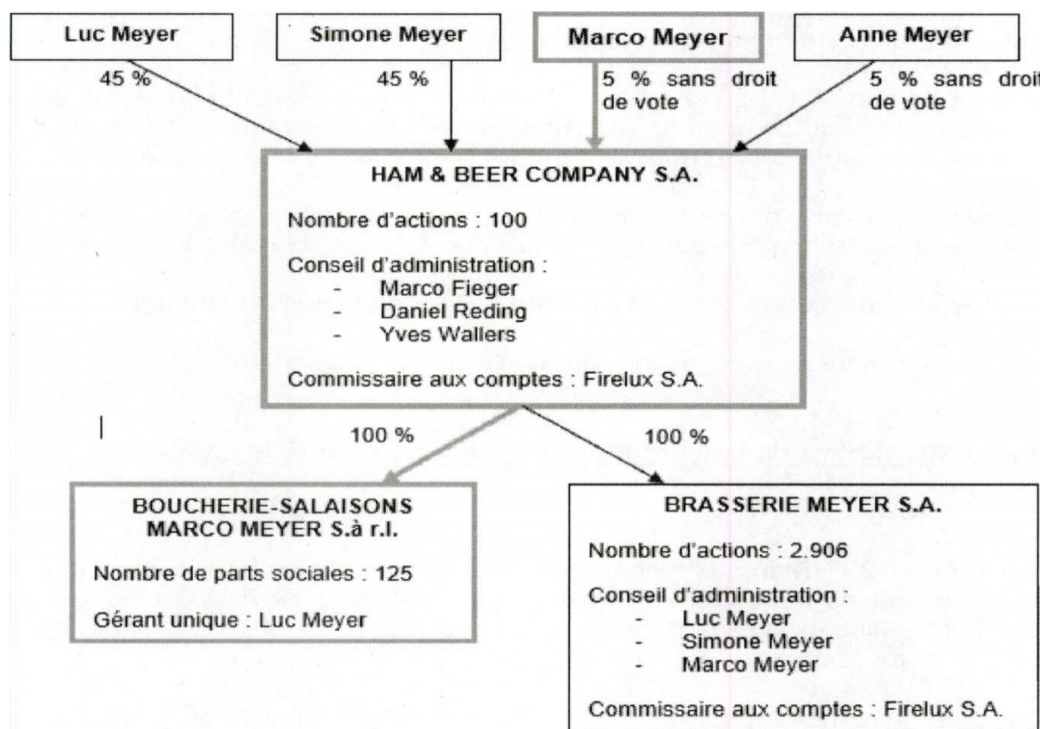 Luc Meyer
Simone Meyer
Marco Meyer
Anne Meyer
45 %
45 %
5 % sans droit
de vote
5 % sans droit
de vote
HAM & BEER COMPANY S.A.
Nombre d'actions : 100
Conseil d'administration :
- Marco Fieger
- Daniel Reding
- Yves Wallers
Commissaire aux comptes : Firelux S.A.
100 %
100 %
BOUCHERIE-SALAISONS
MARCO MEYER S.à r.l.
Nombre de parts sociales : 125
Gérant unique : Luc Meyer
BRASSERIE MEYER S.A.
Nombre d'actions : 2.906
Conseil d'administration :
- Luc Meyer
- Simone Meyer
- Marco Meyer
Commissaire aux comptes : Firelux S.A.